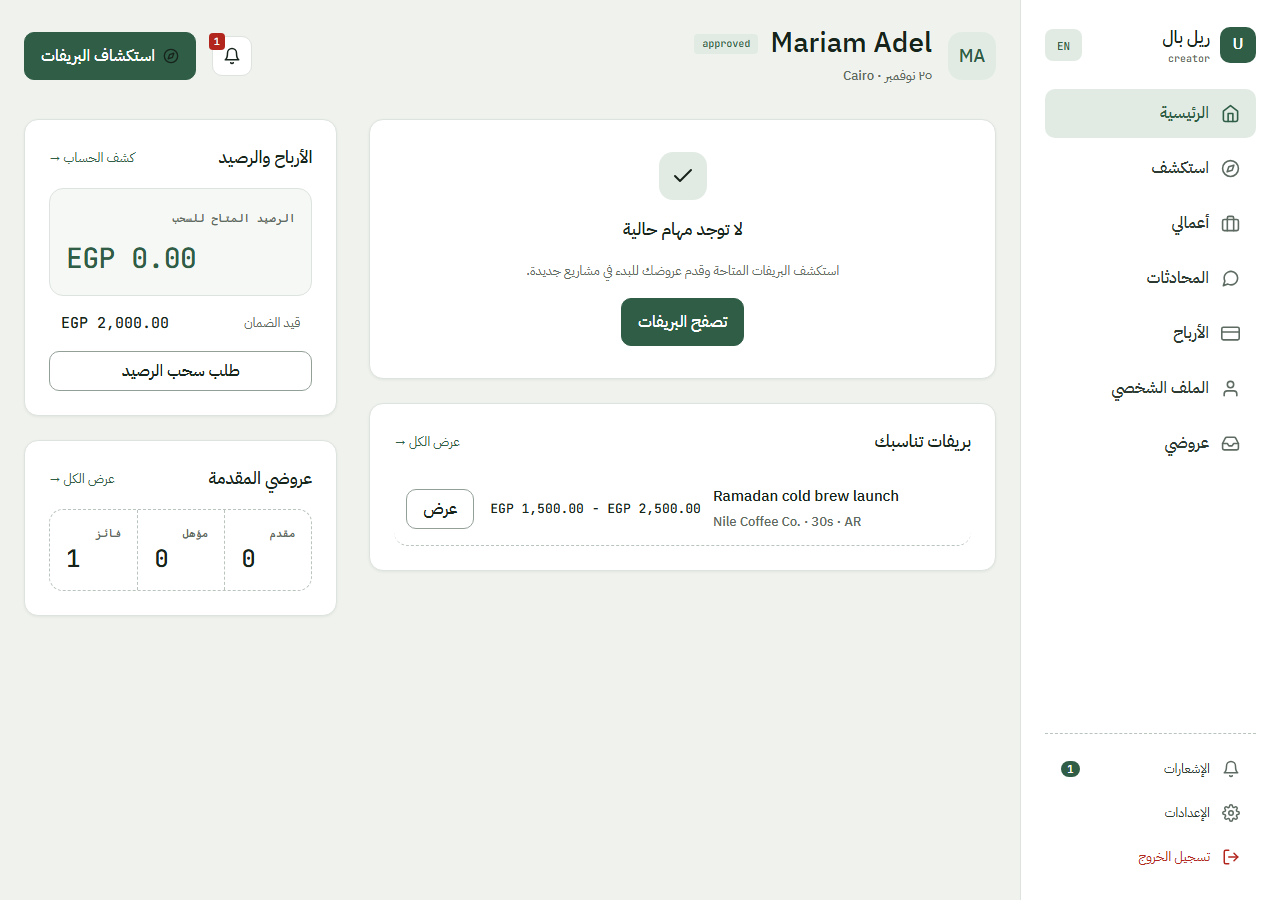 U
ريل بال
creator
EN
الرئيسية
استكشف
أعمالي
المحادثات
الأرباح
الملف الشخصي
عروضي
الإشعارات
1
الإعدادات
تسجيل الخروج
MA
Mariam Adel
approved
٢٥ نوفمبر · Cairo
1
استكشاف البريفات
لا توجد مهام حالية
استكشف البريفات المتاحة وقدم عروضك للبدء في مشاريع جديدة.
تصفح البريفات
بريفات تناسبك
عرض الكل →
Ramadan cold brew launch
Nile Coffee Co. · 30s · AR
EGP 1,500.00 - EGP 2,500.00
عرض
الأرباح والرصيد
كشف الحساب →
الرصيد المتاح للسحب
EGP 0.00
قيد الضمان
EGP 2,000.00
طلب سحب الرصيد
عروضي المقدمة
عرض الكل →
مقدم
0
مؤهل
0
فائز
1